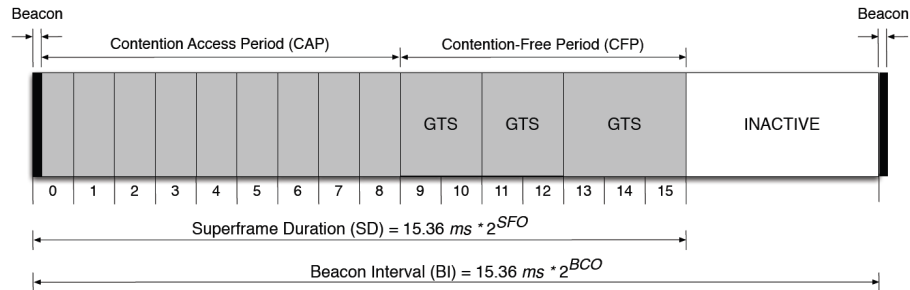 Beacon Beacon
Contention Access Period (CAP) Contention-Free Period (CFP)
GTS GTS GTS INACTIVE
0 1 2 3 4 5 6 7 8 9 10 11 12 13 14 15
Superframe Duration (SD) = 15.36 ms * 2^SFO
Beacon Interval (BI) = 15.36 ms * 2^BCO